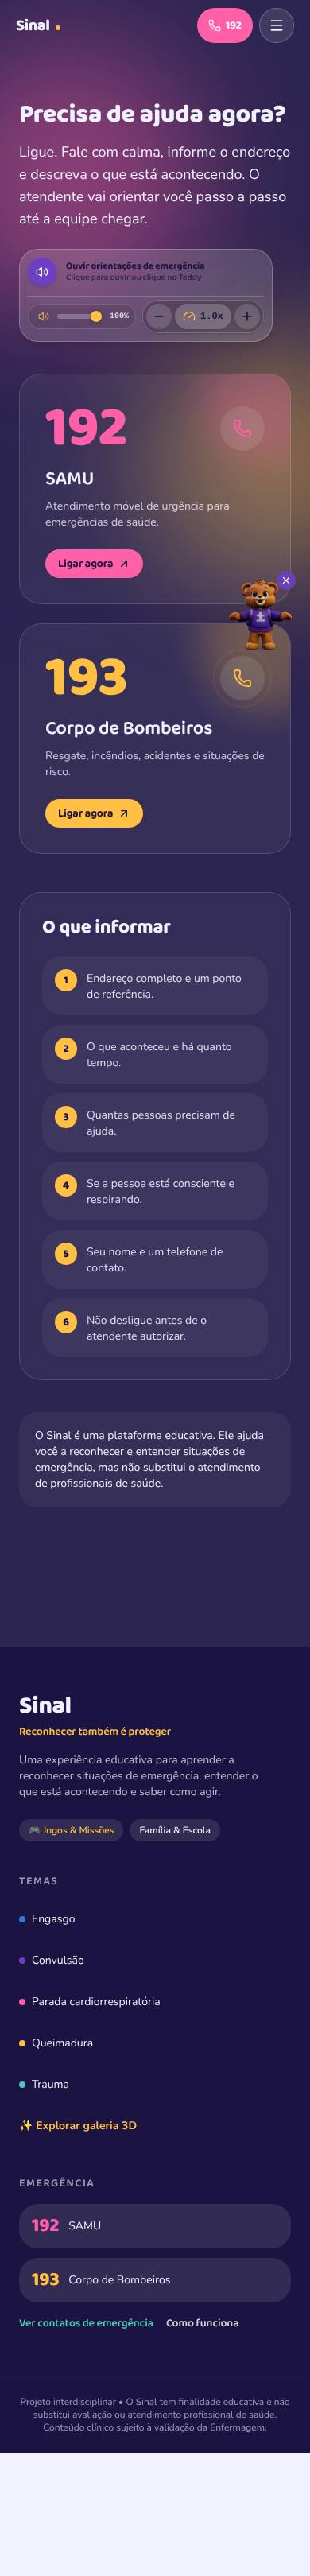 Sinal
192
Precisa de ajuda agora?
Ligue. Fale com calma, informe o endereço
e descreva o que está acontecendo. O
atendente vai orientar você passo a passo
até a equipe chegar.
Ouvir orientações de emergência
Clique para ouvir ou clique no Teddy
100%
1.0x
192
SAMU
Atendimento móvel de urgência para
emergências de saúde.
Ligar agora
193
Corpo de Bombeiros
Resgate, incêndios, acidentes e situações de
risco.
Ligar agora
O que informar
1
Endereço completo e um ponto
de referência.
2
O que aconteceu e há quanto
tempo.
3
Quantas pessoas precisam de
ajuda.
4
Se a pessoa está consciente e
respirando.
5
Seu nome e um telefone de
contato.
6
Não desligue antes de o
atendente autorizar.
O Sinal é uma plataforma educativa. Ele ajuda
você a reconhecer e entender situações de
emergência, mas não substitui o atendimento
de profissionais de saúde.
Sinal
Reconhecer também é proteger
Uma experiência educativa para aprender a
reconhecer situações de emergência, entender o
que está acontecendo e saber como agir.
🎮 Jogos & Missões
Família & Escola
TEMAS
Engasgo
Convulsão
Parada cardiorrespiratória
Queimadura
Trauma
✨ Explorar galeria 3D
EMERGÊNCIA
192 SAMU
193 Corpo de Bombeiros
Ver contatos de emergência Como funciona
Projeto interdisciplinar • O Sinal tem finalidade educativa e não
substitui avaliação ou atendimento profissional de saúde.
Conteúdo clínico sujeito à validação da Enfermagem.